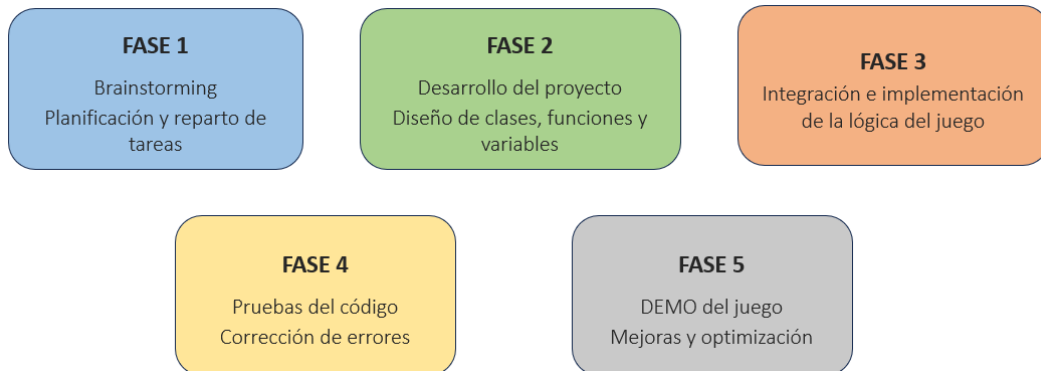 FASE 1
Brainstorming
Planificación y reparto de
tareas
FASE 2
Desarrollo del proyecto
Diseño de clases, funciones y
variables
FASE 3
Integración e implementación
de la lógica del juego
FASE 4
Pruebas del código
Corrección de errores
FASE 5
DEMO del juego
Mejoras y optimización